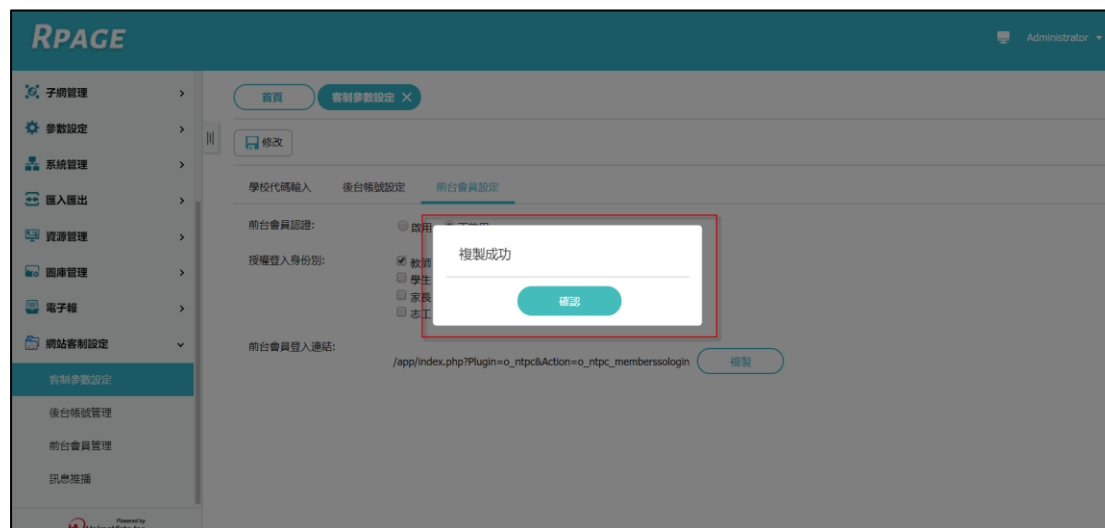 RPAGE
Administrator
子網管理
參數設定
系統管理
匯入匯出
資源管理
圖庫管理
電子報
網站客制設定
客制參數設定
後台帳號管理
前台會員管理
訊息推播
Powered by
首頁
客制參數設定
修改
學校代碼輸入 後台帳號設定 前台會員設定
前台會員認證:
啟用
授權登入身份別:
教師
學生
家長
志工
複製成功
確認
前台會員登入連結:
/app/index.php?Plugin=o_ntpc&Action=o_ntpc_memberssologin 複製